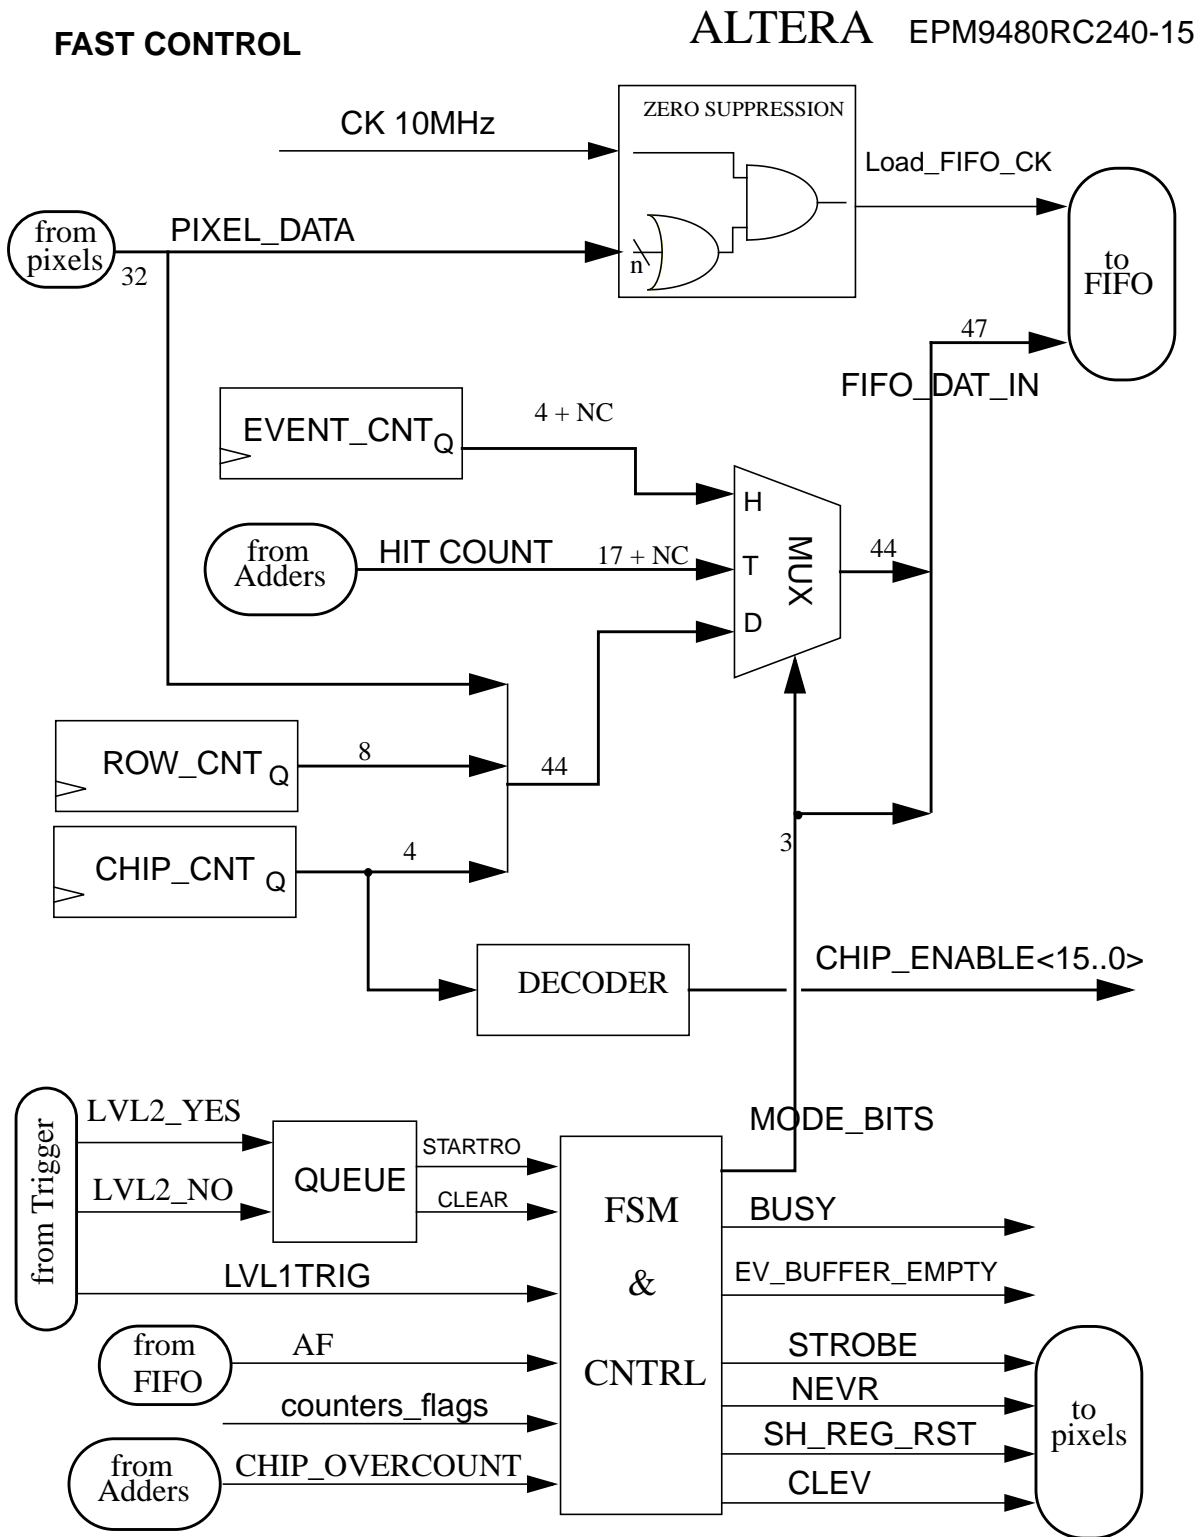 FAST CONTROL
ALTERA EPM9480RC240-15
CK 10MHz
ZERO SUPPRESSION
Load_FIFO_CK
from
pixels
PIXEL_DATA
32
n
to
FIFO
47
FIFO_DAT_IN
EVENT_CNT Q
4 + NC
H
from
Adders
HIT COUNT
17 + NC
T
MUX
44
D
ROW_CNT Q
8
44
CHIP_CNT Q
4
3
DECODER
CHIP_ENABLE<15..0>
from Trigger
LVL2_YES
LVL2_NO
QUEUE
STARTRO
CLEAR
MODE_BITS
FSM
&
CNTRL
BUSY
LVL1TRIG
EV_BUFFER_EMPTY
from
FIFO
AF
STROBE
counters_flags
NEVR
from
Adders
CHIP_OVERCOUNT
SH_REG_RST
CLEV
to
pixels